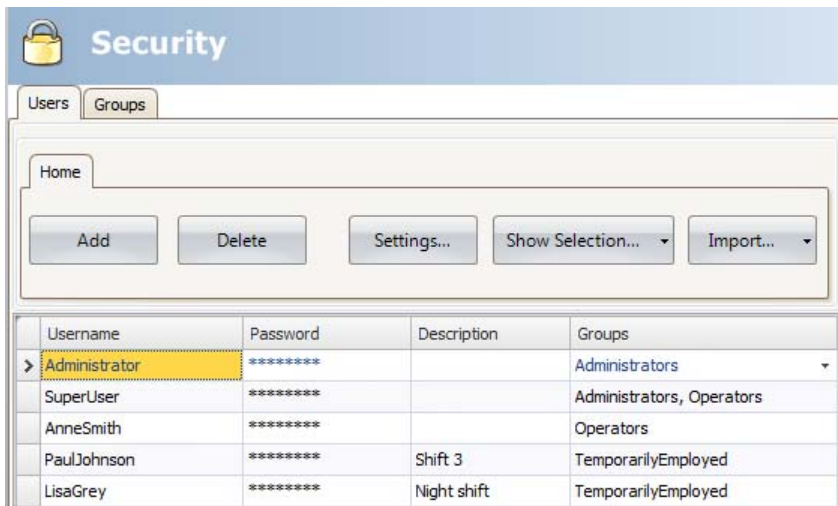 Security
Users Groups
Home
Add Delete Settings... Show Selection... Import...
Username Password Description Groups
Administrator ******** Administrators
SuperUser ******** Administrators, Operators
AnneSmith ******** Operators
PaulJohnson ******** Shift 3 TemporarilyEmployed
LisaGrey ******** Night shift TemporarilyEmployed